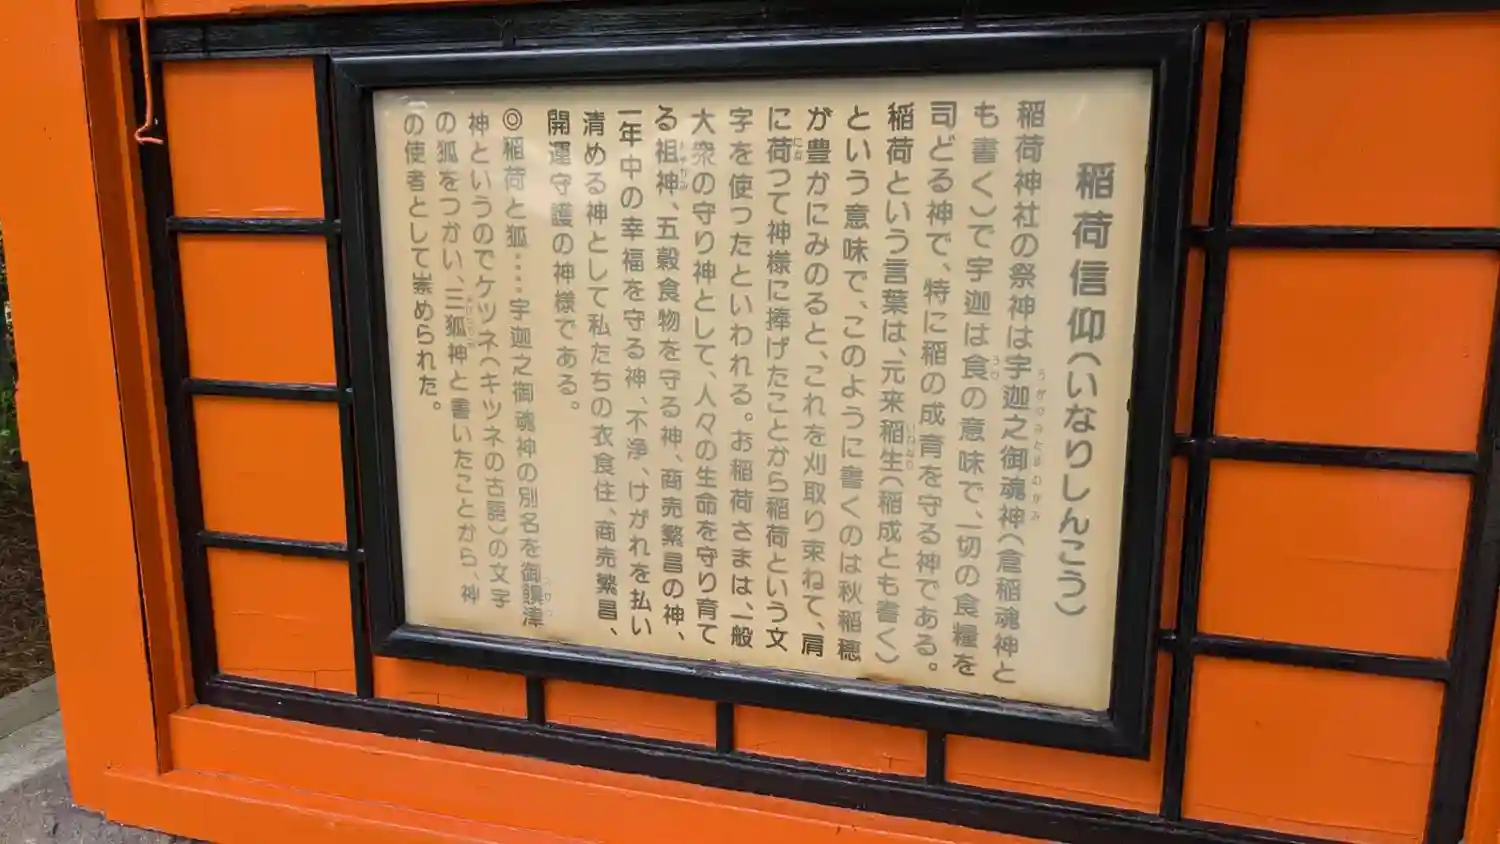 稲荷信仰(いなりしんこう)
稲荷神社の祭神は宇迦之御魂神(倉稲魂神と
も書く)で宇迦は食の意味で、一切の食糧を
司どる神で、特に稲の成育を守る神である。
稲荷という言葉は、元来稲生(稲成とも書く)
という意味で、このように書くのは秋稲穂
が豊かにみのると、これを刈取り束ねて、肩
に荷って神様に捧げたことから稲荷という文
字を使ったといわれる。お稲荷さまは、一般
大衆の守り神として、人々の生命を守り育て
る祖神、五穀食物を守る神、商売繁昌の神、
一年中の幸福を守る神、不浄、けがれを払い
清める神として私たちの衣食住、商売繁昌、
開運守護の神様である。
◎稲荷と狐……宇迦之御魂神の別名を御饌津
神というのでケツネ(キツネの古語)の文字
の狐をつかい、三狐神と書いたことから、神
の使者として崇められた。